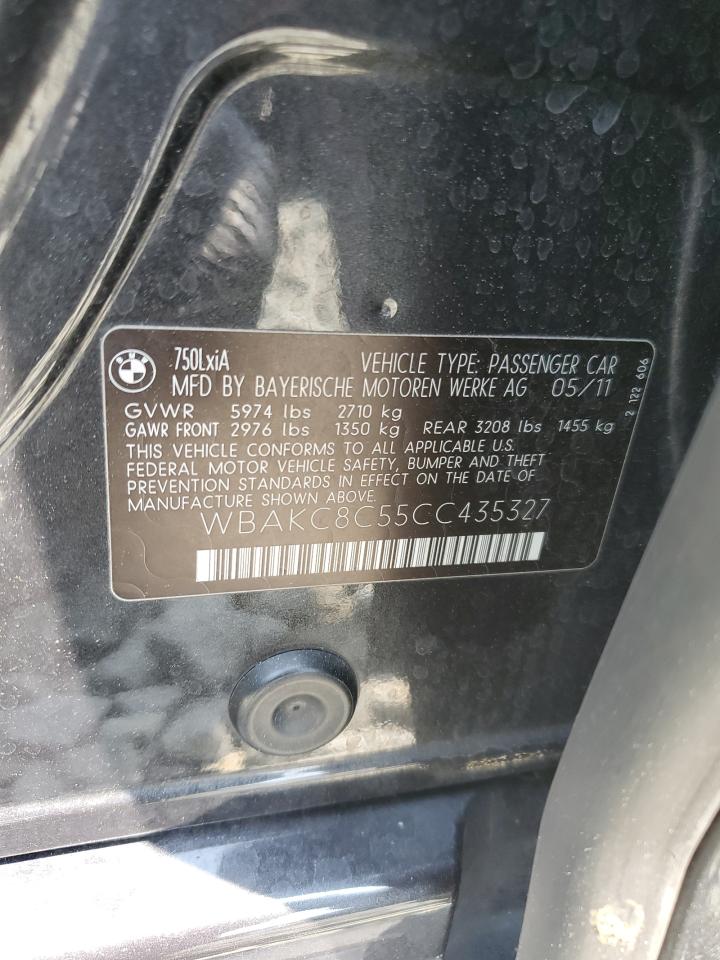 BMW
750LxiA VEHICLE TYPE: PASSENGER CAR
MFD BY BAYERISCHE MOTOREN WERKE AG 05/11
GVWR 5974 lbs 2710 kg
GAWR FRONT 2976 lbs 1350 kg REAR 3208 lbs 1455 kg
THIS VEHICLE CONFORMS TO ALL APPLICABLE U.S.
FEDERAL MOTOR VEHICLE SAFETY, BUMPER AND THEFT
PREVENTION STANDARDS IN EFFECT ON THE DATE OF
MANUFACTURE SHOWN ABOVE.
WBAKC8C55CC435327
2 122 606